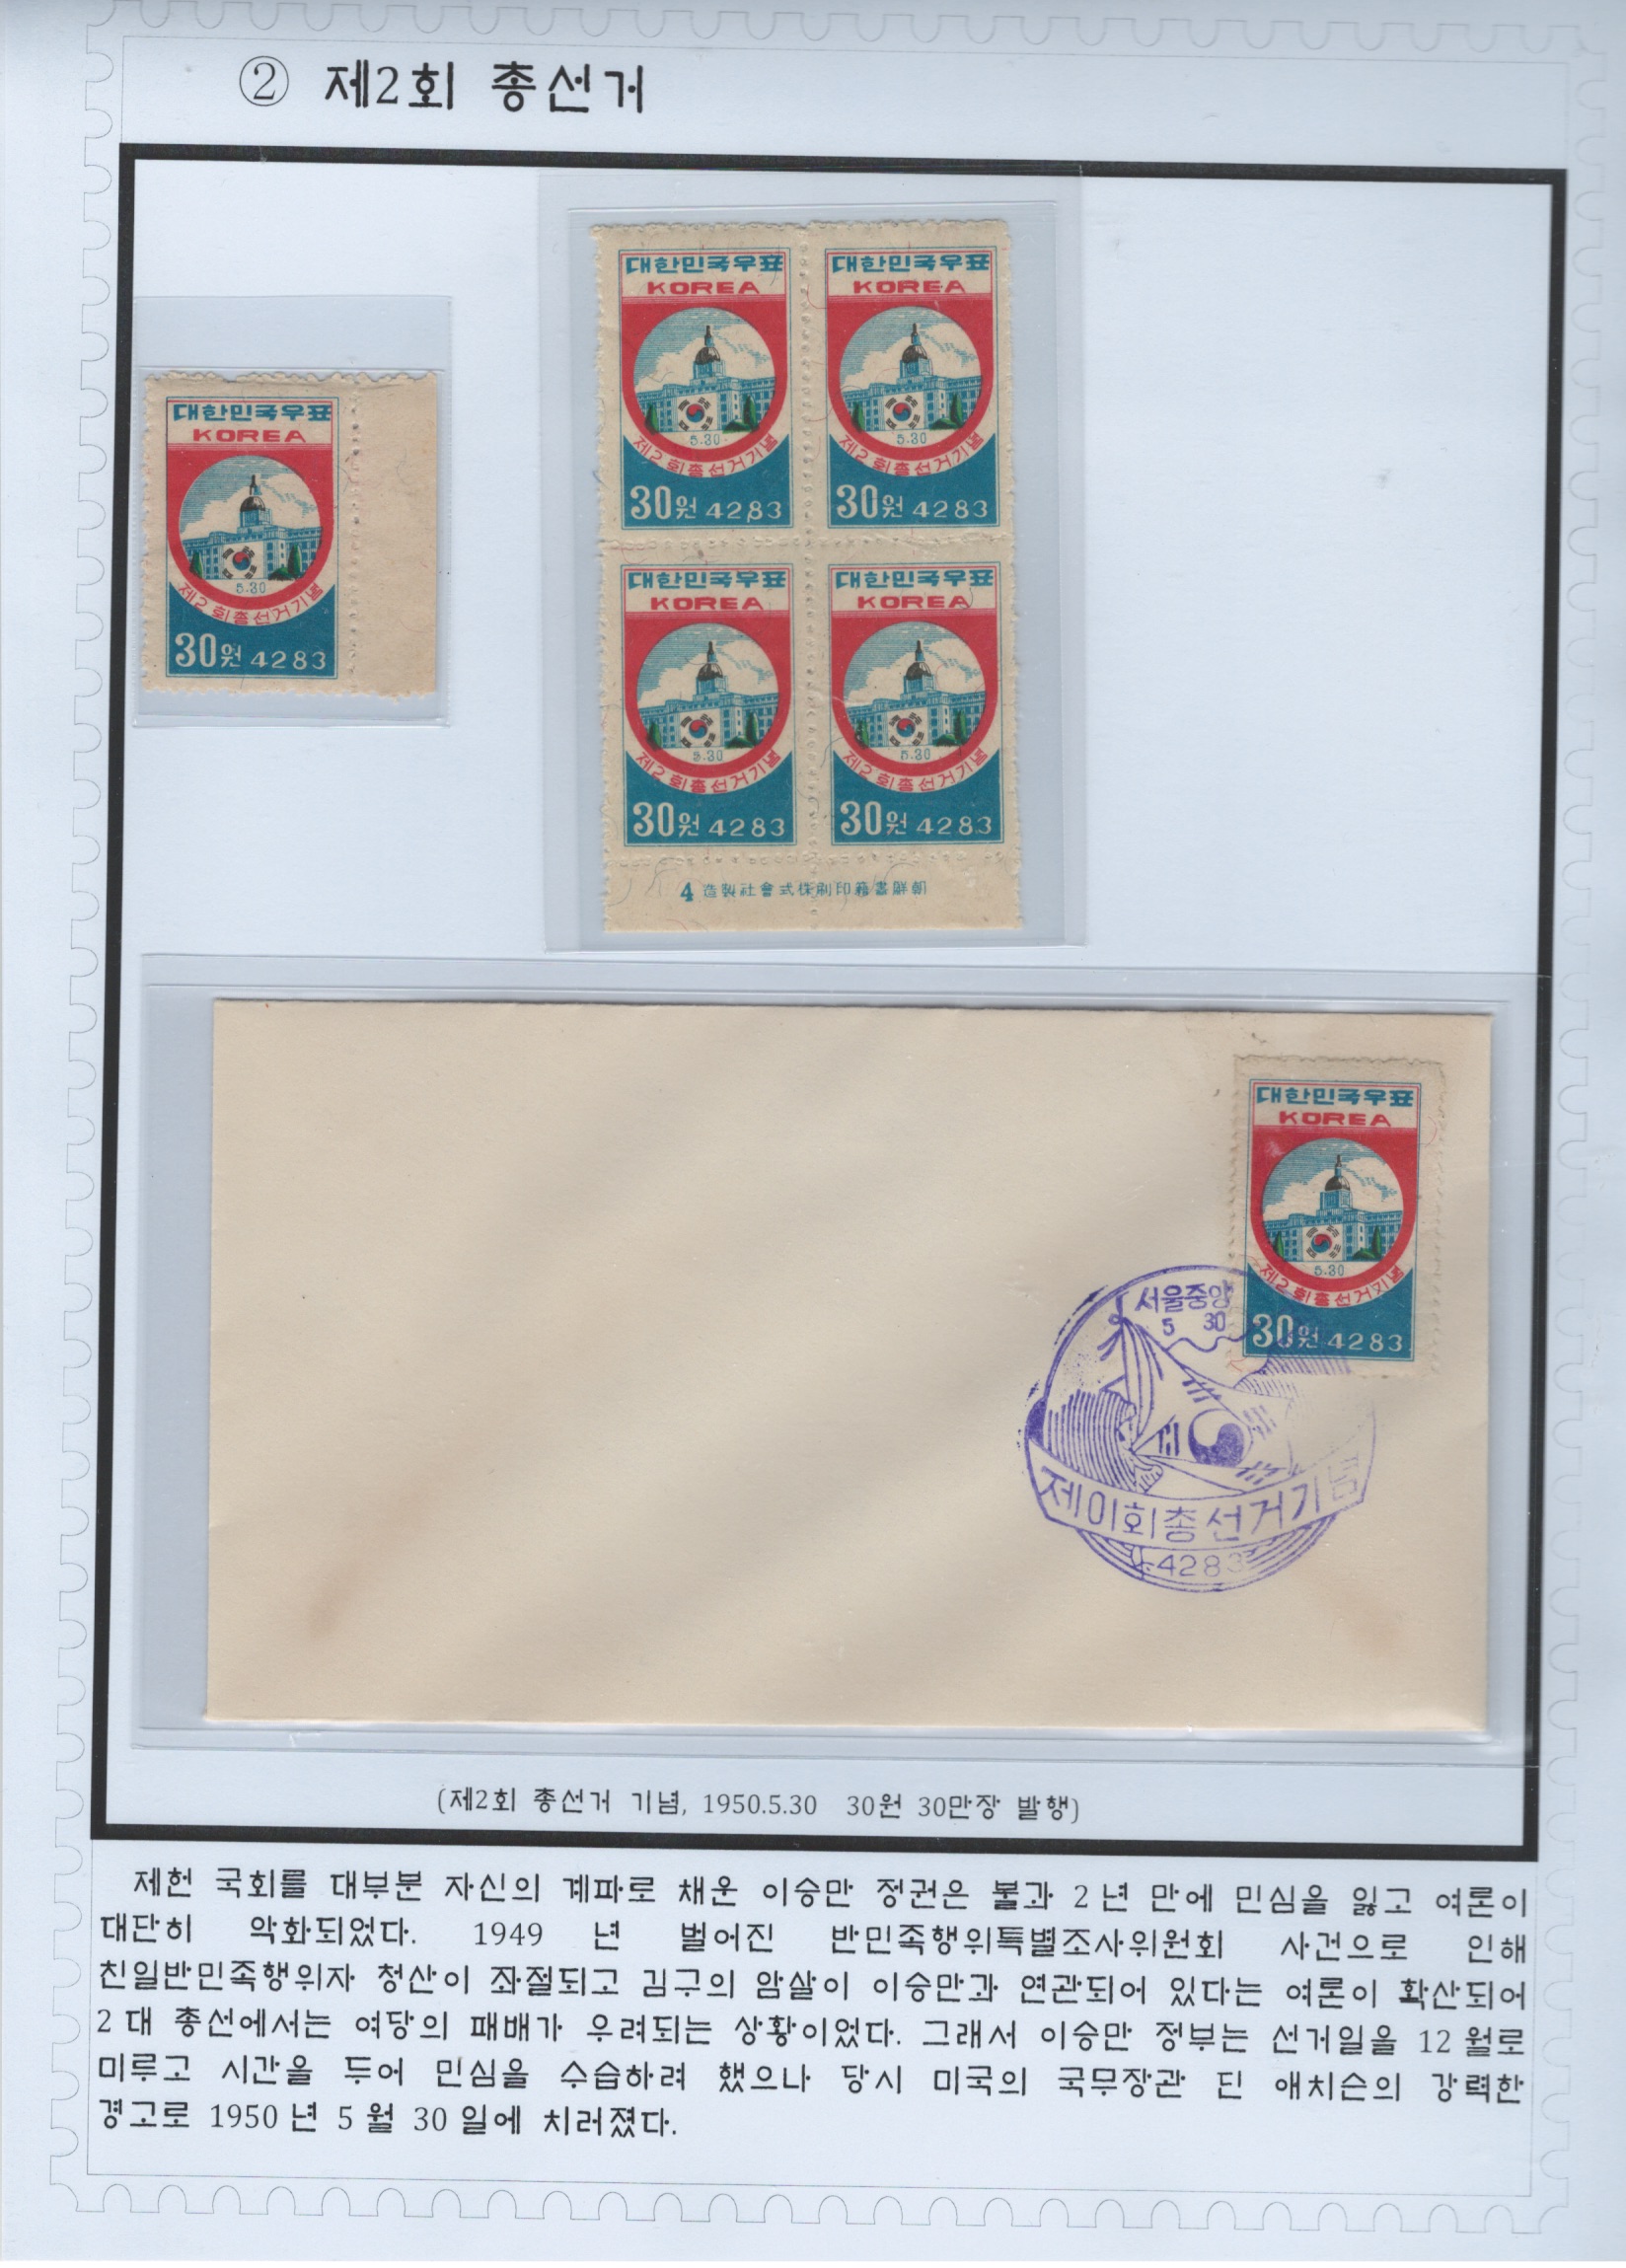 ② 제2회 총선거
대한민국우표
KOREA
5.30
제2회총선거기념
30원 4283
대한민국우표
KOREA
5.30
제2회총선거기념
30원 4283
대한민국우표
KOREA
5.30
제2회총선거기념
30원 4283
대한민국우표
KOREA
5.30
제2회총선거기념
30원 4283
대한민국우표
KOREA
5.30
제2회총선거기념
30원 4283
4 造製社會式株刷印籍書鮮朝
대한민국우표
KOREA
5.30
제2회총선거기념
30원 4283
서울중앙
5 30
제이회총선거기념
4283
(제2회 총선거 기념, 1950.5.30 30원 30만장 발행)
제헌 국회를 대부분 자신의 계파로 채운 이승만 정권은 불과 2년 만에 민심을 잃고 여론이
대단히 악화되었다. 1949 년 벌어진 반민족행위특별조사위원회 사건으로 인해
친일반민족행위자 청산이 좌절되고 김구의 암살이 이승만과 연관되어 있다는 여론이 확산되어
2대 총선에서는 여당의 패배가 우려되는 상황이었다. 그래서 이승만 정부는 선거일을 12월로
미루고 시간을 두어 민심을 수습하려 했으나 당시 미국의 국무장관 딘 애치슨의 강력한
경고로 1950년 5월 30일에 치러졌다.